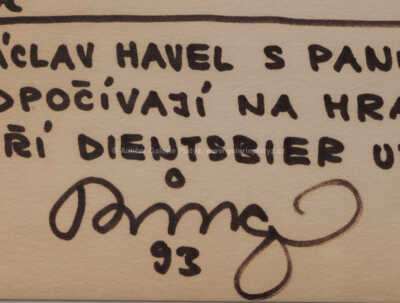 ÁCLAV HAVEL S PAN
DPOČÍVAJÍ NA HRA
ŘÍ DIENTSBIER U
93